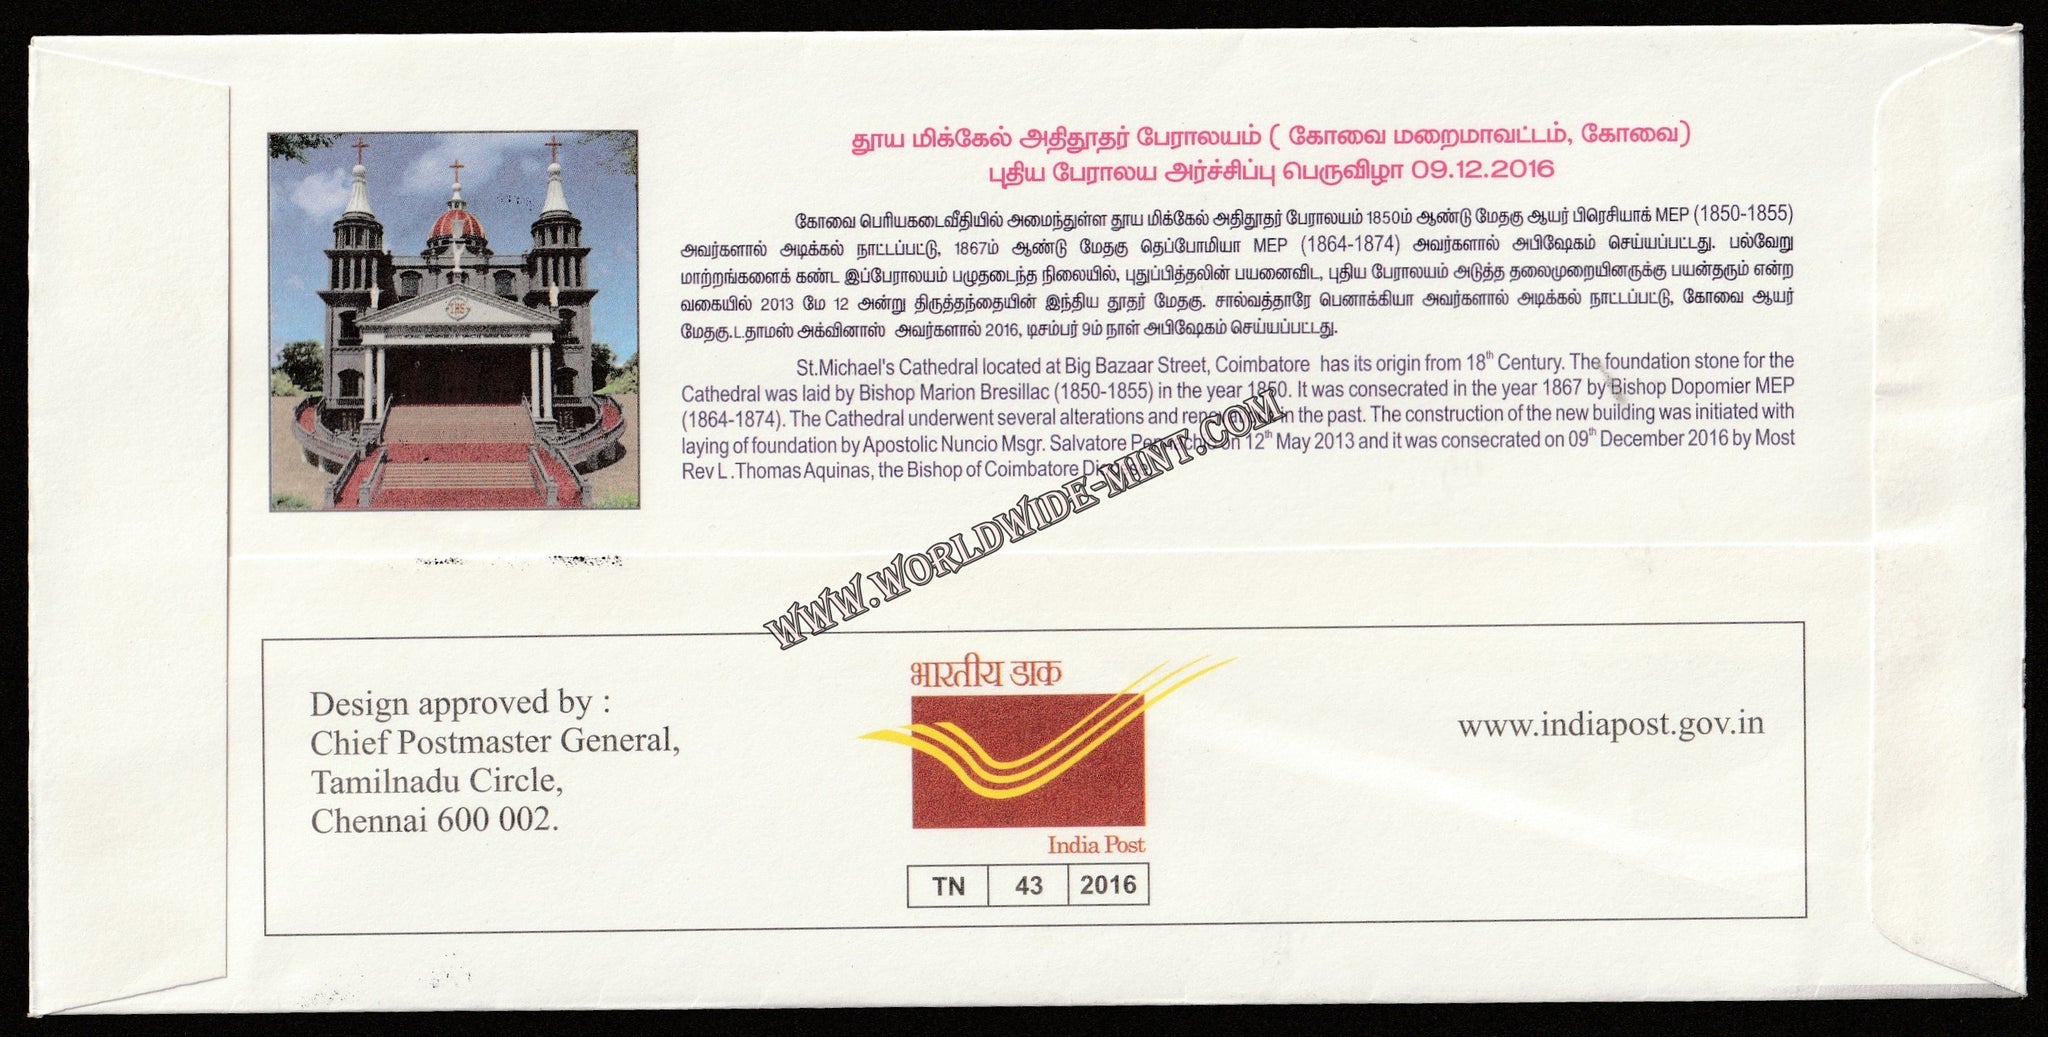 தூய மிக்கேல் அதிதூதர் பேராலயம் ( கோவை மறைமாவட்டம், கோவை)
புதிய பேராலய அர்ச்சிப்பு பெருவிழா 09.12.2016
கோவை பெரியகடைவீதியில் அமைந்துள்ள தூய மிக்கேல் அதிதூதர் பேராலயம் 1850ம் ஆண்டு மேதகு ஆயர் பிரெசியாக் MEP (1850-1855)
அவர்களால் அடிக்கல் நாட்டப்பட்டு, 1867ம் ஆண்டு மேதகு தெப்போமியா MEP (1864-1874) அவர்களால் அபிஷேகம் செய்யப்பட்டது. பல்வேறு
மாற்றங்களைக் கண்ட இப்பேராலயம் பழுதடைந்த நிலையில், புதுப்பித்தலின் பயனைவிட, புதிய பேராலயம் அடுத்த தலைமுறையினருக்கு பயன்தரும் என்ற
வகையில் 2013 மே 12 அன்று திருத்தந்தையின் இந்திய தூதர் மேதகு. சால்வத்தாரே பெனாக்கியா அவர்களால் அடிக்கல் நாட்டப்பட்டு, கோவை ஆயர்
மேதகு.ட.தாமஸ் அக்வினாஸ் அவர்களால் 2016, டிசம்பர் 9ம் நாள் அபிஷேகம் செய்யப்பட்டது.
St.Michael's Cathedral located at Big Bazaar Street, Coimbatore has its origin from 18th Century. The foundation stone for the
Cathedral was laid by Bishop Marion Bresillac (1850-1855) in the year 1850. It was consecrated in the year 1867 by Bishop Dopomier MEP
(1864-1874). The Cathedral underwent several alterations and in the past. The construction of the new building was initiated with
laying of foundation by Apostolic Nuncio Msgr. Salvatore on 12th May 2013 and it was consecrated on 09th December 2016 by Most
Rev L .Thomas Aquinas, the Bishop of Coimbatore
WWW.WORLDWIDE-MINT.COM
IHS
Design approved by :
Chief Postmaster General,
Tamilnadu Circle,
Chennai 600 002.
भारतीय डाक
India Post
TN 43 2016
www.indiapost.gov.in